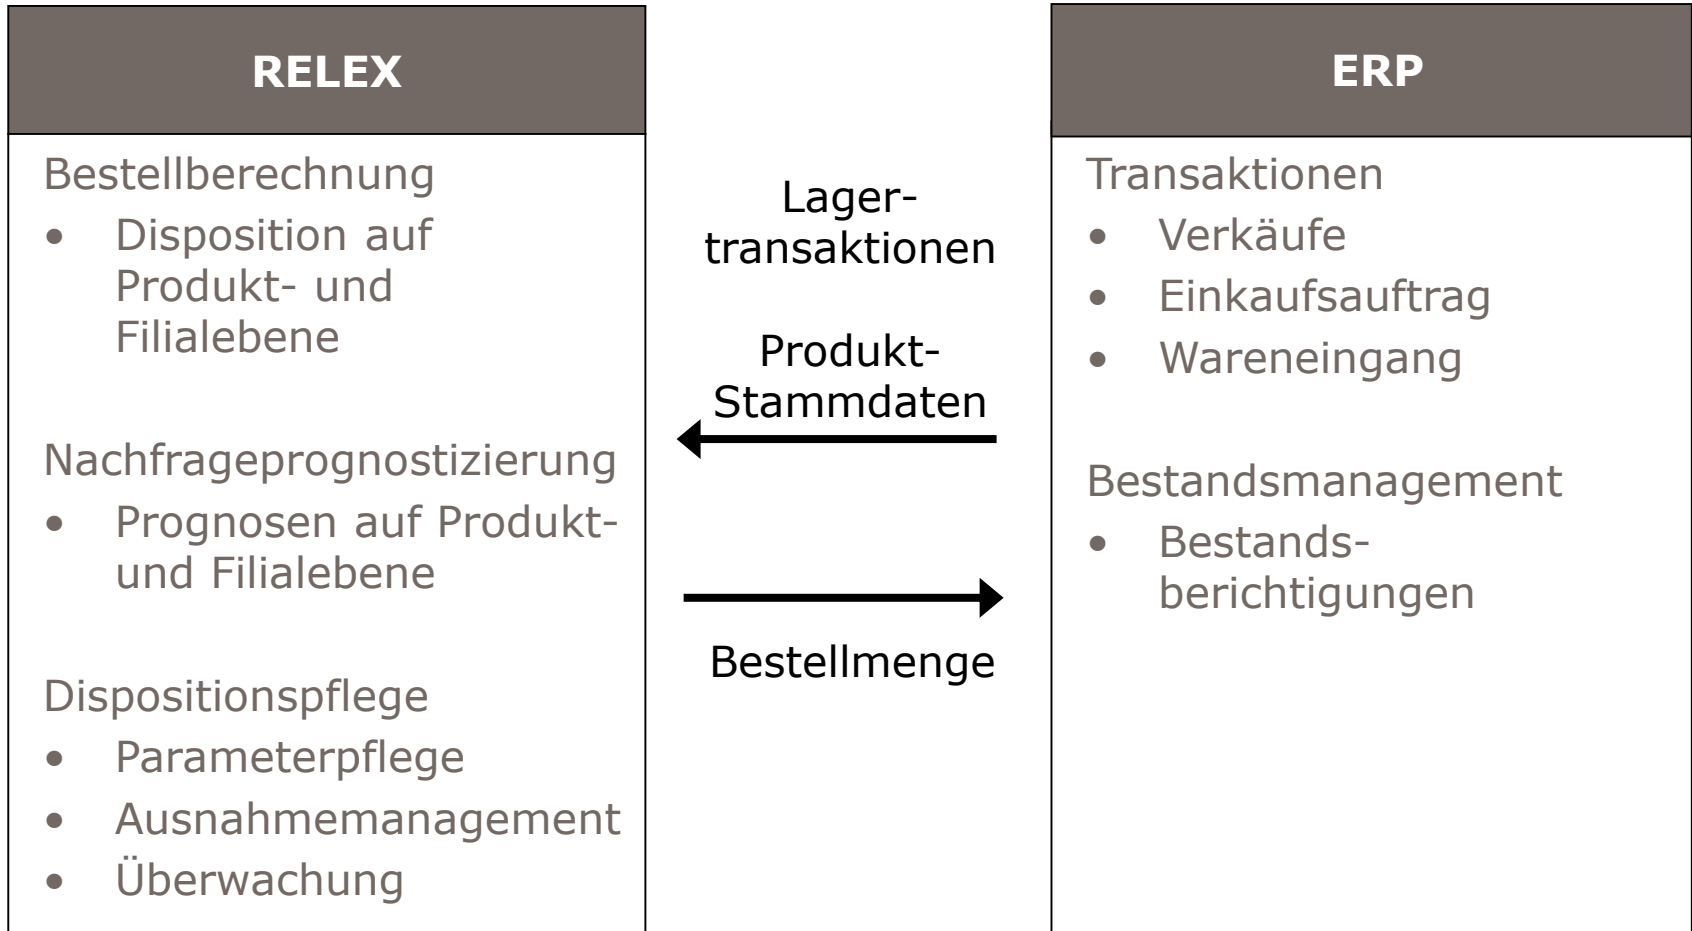 RELEX
Bestellberechnung
• Disposition auf
Produkt- und
Filialebene
Nachfrageprognostizierung
• Prognosen auf Produkt-
und Filialebene
Dispositionspflege
• Parameterpflege
• Ausnahmemanagement
• Überwachung
Lager-
transaktionen
Produkt-
Stammdaten
Bestellmenge
ERP
Transaktionen
• Verkäufe
• Einkaufsauftrag
• Wareneingang
Bestandsmanagement
• Bestands-
berichtigungen